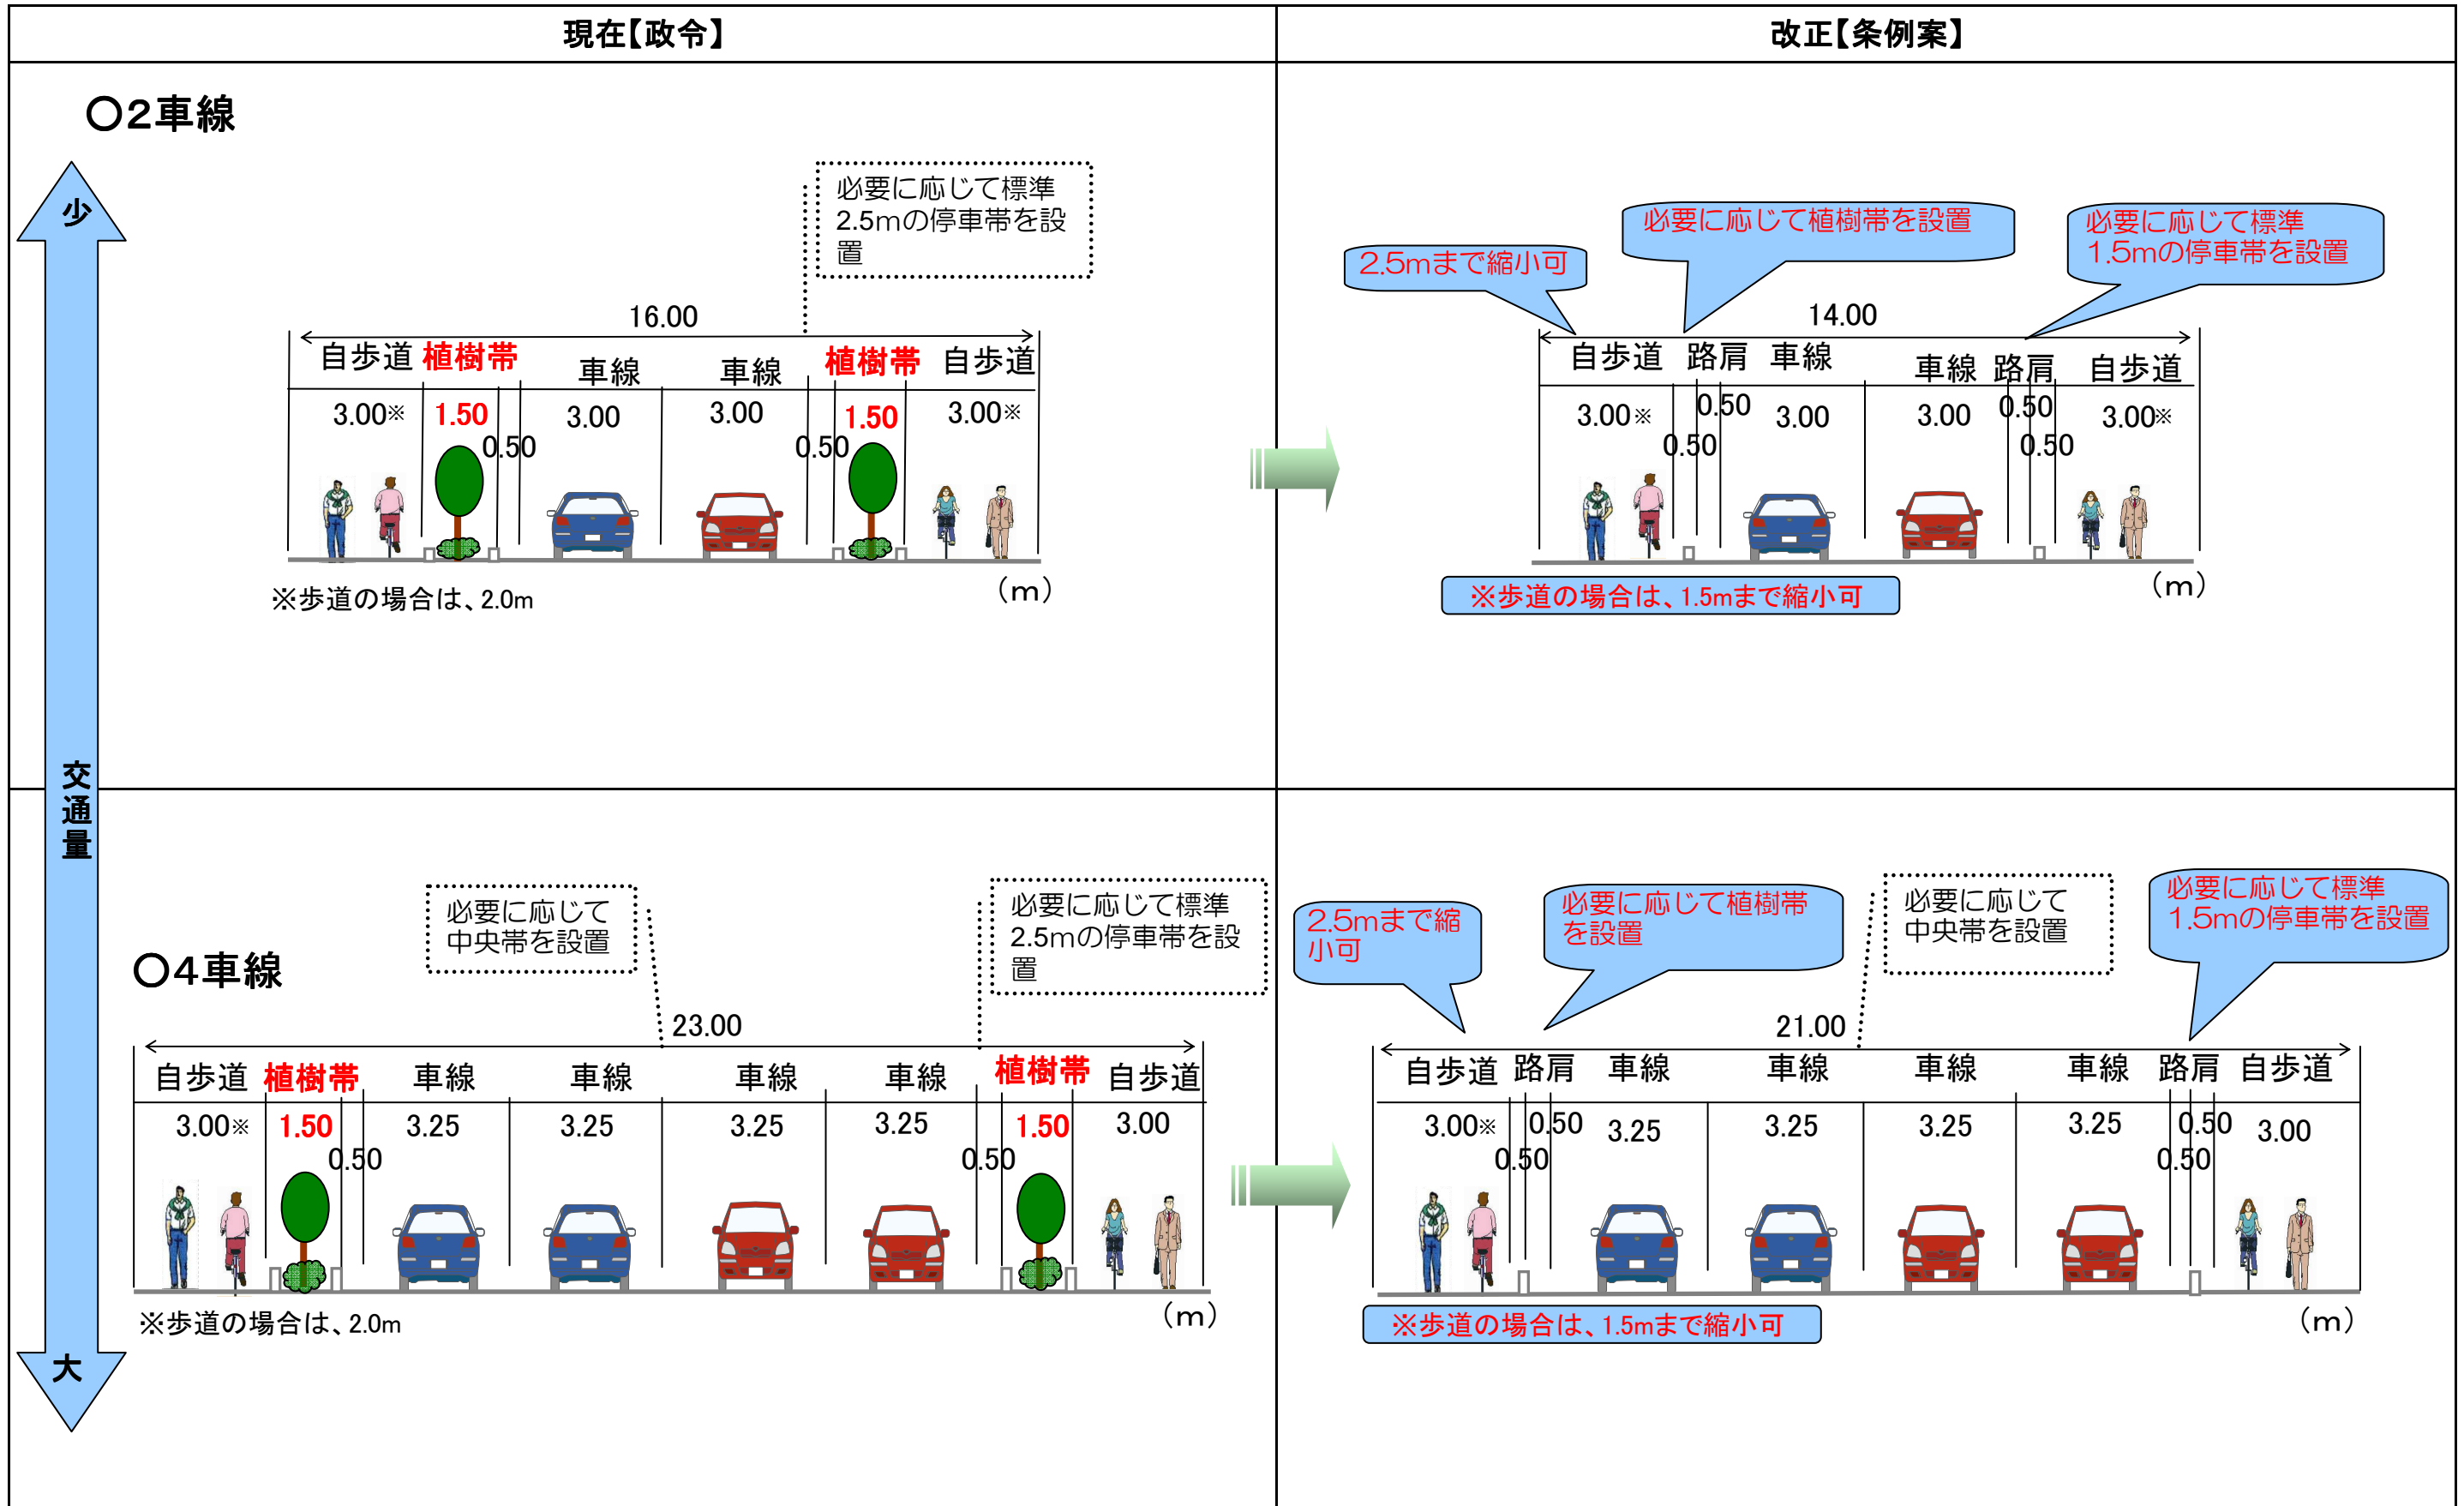 現在【政令】
改正【条例案】
○2車線
少
交通量
大
必要に応じて標準
2.5mの停車帯を設
置
16.00
自歩道 植樹帯 車線 車線 植樹帯 自歩道
3.00※ 1.50 0.50 3.00 3.00 0.50 1.50 3.00※
※歩道の場合は、2.0m
(m)
2.5mまで縮小可
必要に応じて植樹帯を設置
必要に応じて標準
1.5mの停車帯を設置
14.00
自歩道 路肩 車線 車線 路肩 自歩道
3.00※ 0.50 0.50 3.00 3.00 0.50 0.50 3.00※
※歩道の場合は、1.5mまで縮小可
(m)
○4車線
必要に応じて
中央帯を設置
必要に応じて標準
2.5mの停車帯を設
置
23.00
自歩道 植樹帯 車線 車線 車線 車線 植樹帯 自歩道
3.00※ 1.50 0.50 3.25 3.25 3.25 3.25 0.50 1.50 3.00
※歩道の場合は、2.0m
(m)
2.5mまで縮
小可
必要に応じて植樹帯
を設置
必要に応じて
中央帯を設置
必要に応じて標準
1.5mの停車帯を設置
21.00
自歩道 路肩 車線 車線 車線 車線 路肩 自歩道
3.00※ 0.50 0.50 3.25 3.25 3.25 3.25 0.50 0.50 3.00
※歩道の場合は、1.5mまで縮小可
(m)